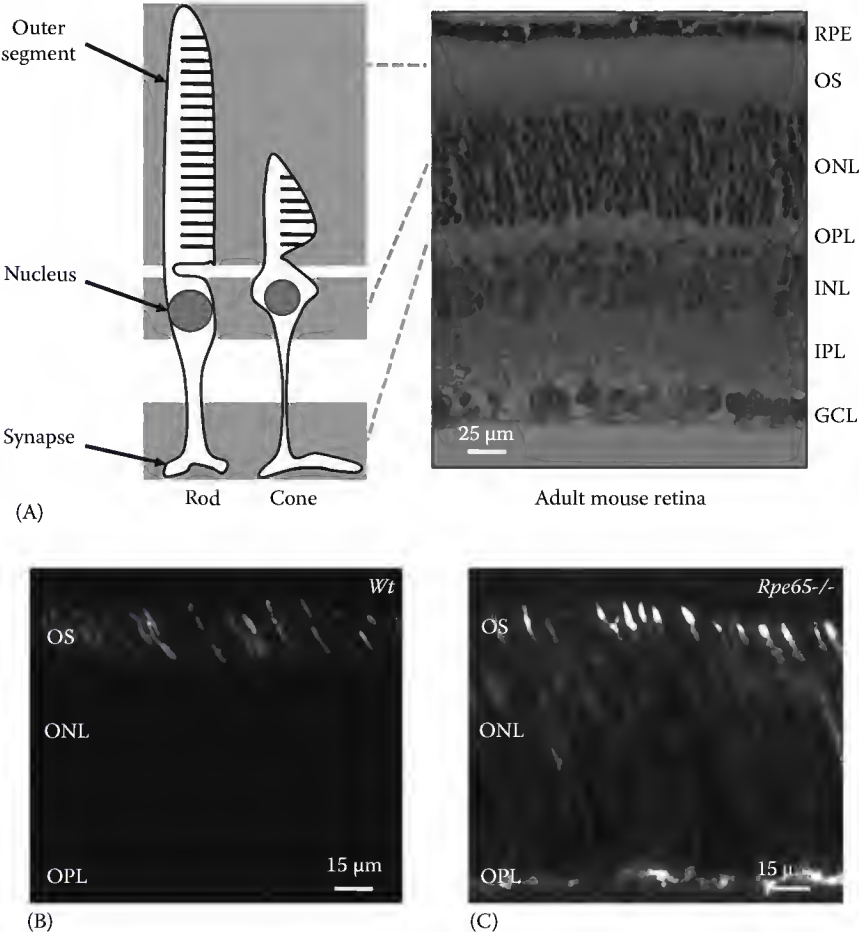 Outer
segment
Nucleus
Synapse
Rod
Cone
(A)
RPE
OS
ONL
OPL
INL
IPL
GCL
25 µm
Adult mouse retina
Wt
OS
ONL
OPL
15 µm
(B)
Rpe65-/-
OS
ONL
OPL
15
(C)